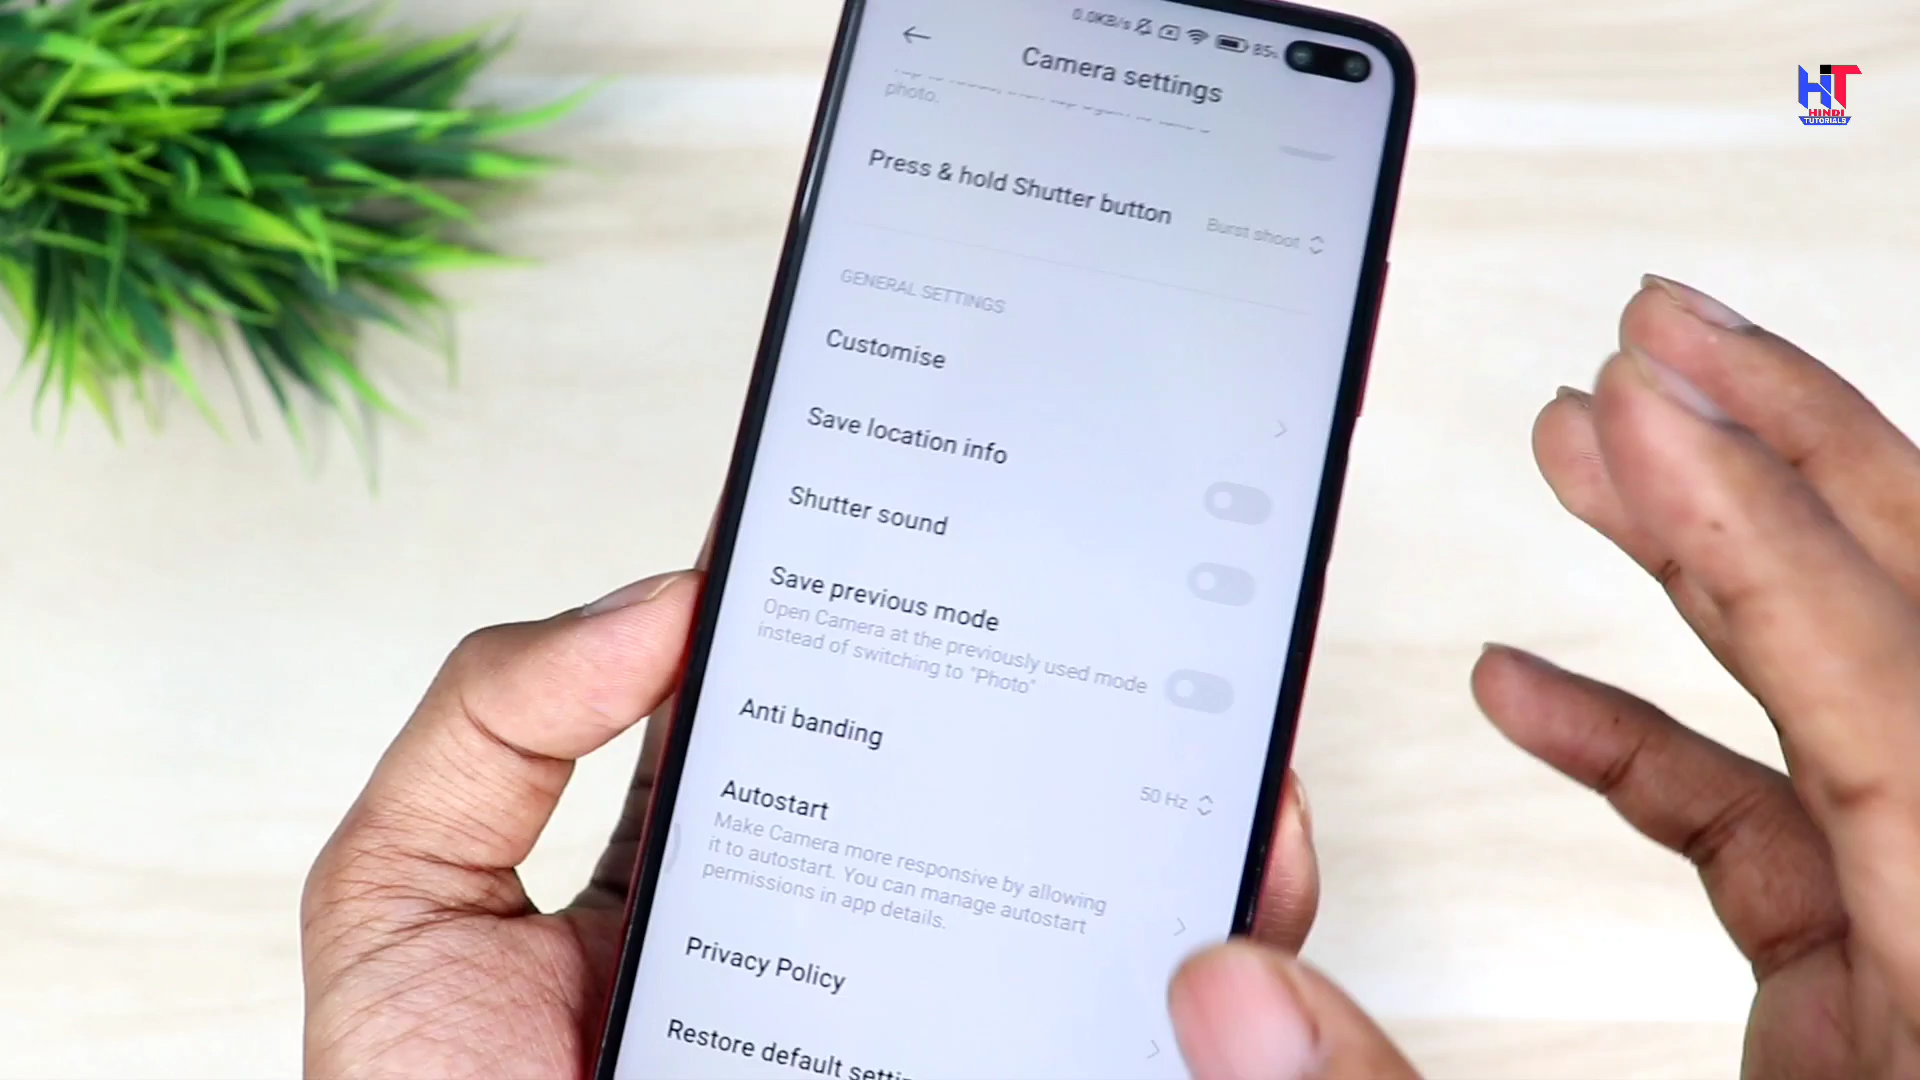 0.0KB/s 85%
Camera settings
photo.
Press & hold Shutter button
Burst shoot
GENERAL SETTINGS
Customise
Save location info
Shutter sound
Save previous mode
Open Camera at the previously used mode
instead of switching to "Photo"
Anti banding
50 Hz
Autostart
Make Camera more responsive by allowing
it to autostart. You can manage autostart
permissions in app details.
Privacy Policy
Restore default setti
HT
HINDI
TUTORIALS